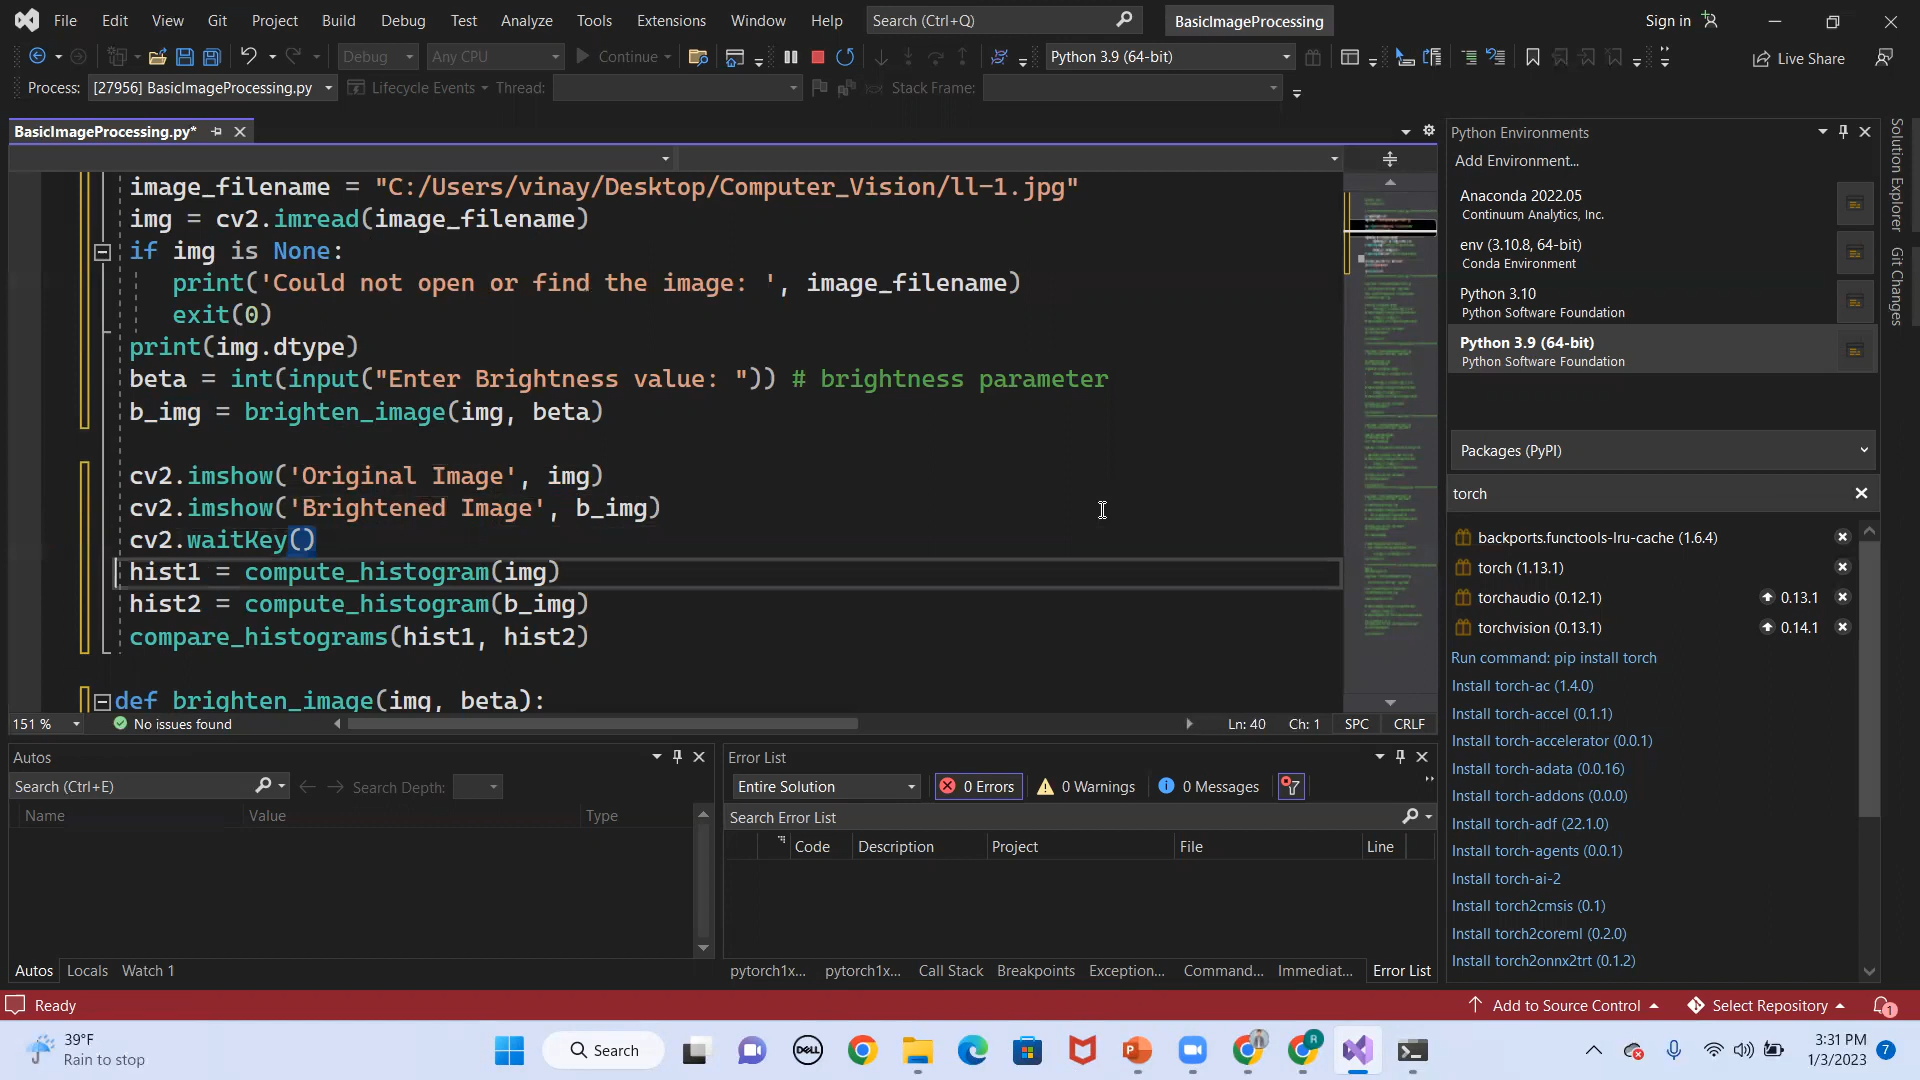 File Edit View Git Project Build Debug Test Analyze Tools Extensions Window Help Search (Ctrl+Q) BasicImageProcessing Sign in
Debug Any CPU Continue Python 3.9 (64-bit) Live Share
Process: [27956] BasicImageProcessing.py Lifecycle Events Thread: Stack Frame:
BasicImageProcessing.py*
image_filename = "C:/Users/vinay/Desktop/Computer_Vision/ll-1.jpg"
img = cv2.imread(image_filename)
if img is None:
print('Could not open or find the image: ', image_filename)
exit(0)
print(img.dtype)
beta = int(input("Enter Brightness value: ")) # brightness parameter
b_img = brighten_image(img, beta)
cv2.imshow('Original Image', img)
cv2.imshow('Brightened Image', b_img)
cv2.waitKey()
hist1 = compute_histogram(img)
hist2 = compute_histogram(b_img)
compare_histograms(hist1, hist2)
def brighten_image(img, beta):
151 % No issues found Ln: 40 Ch: 1 SPC CRLF
Autos
Search (Ctrl+E) Search Depth:
Name Value Type
Autos Locals Watch 1
Error List
Entire Solution 0 Errors 0 Warnings 0 Messages
Search Error List
Code Description Project File Line
pytorch1x... pytorch1x... Call Stack Breakpoints Exception... Command... Immediat... Error List
Python Environments
Add Environment...
Anaconda 2022.05
Continuum Analytics, Inc.
env (3.10.8, 64-bit)
Conda Environment
Python 3.10
Python Software Foundation
Python 3.9 (64-bit)
Python Software Foundation
Packages (PyPI)
torch
backports.functools-lru-cache (1.6.4)
torch (1.13.1)
torchaudio (0.12.1) 0.13.1
torchvision (0.13.1) 0.14.1
Run command: pip install torch
Install torch-ac (1.4.0)
Install torch-accel (0.1.1)
Install torch-accelerator (0.0.1)
Install torch-adata (0.0.16)
Install torch-addons (0.0.0)
Install torch-adf (22.1.0)
Install torch-agents (0.0.1)
Install torch-ai-2
Install torch2cmsis (0.1)
Install torch2coreml (0.2.0)
Install torch2onnx2trt (0.1.2)
Solution Explorer
Git Changes
Ready Add to Source Control Select Repository 1
39°F
Rain to stop
Search
DELL
R
3:31 PM
1/3/2023
7